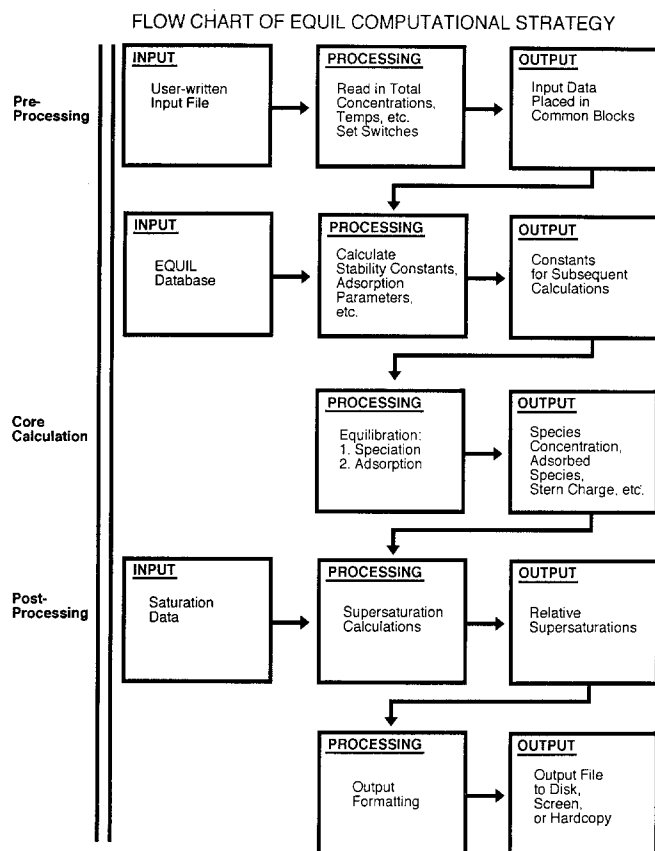 FLOW CHART OF EQUIL COMPUTATIONAL STRATEGY
Pre-
Processing
INPUT
User-written
Input File
PROCESSING
Read in Total
Concentrations,
Temps, etc.
Set Switches
OUTPUT
Input Data
Placed in
Common Blocks
INPUT
EQUIL
Database
PROCESSING
Calculate
Stability Constants,
Adsorption
Parameters,
etc.
OUTPUT
Constants
for Subsequent
Calculations
Core
Calculation
PROCESSING
Equilibration:
1. Speciation
2. Adsorption
OUTPUT
Species
Concentration,
Adsorbed
Species,
Stern Charge, etc.
Post-
Processing
INPUT
Saturation
Data
PROCESSING
Supersaturation
Calculations
OUTPUT
Relative
Supersaturations
PROCESSING
Output
Formatting
OUTPUT
Output File
to Disk,
Screen,
or Hardcopy